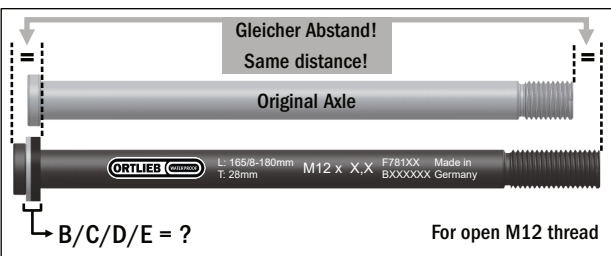 Gleicher Abstand!
Same distance!
=
=
Original Axle
ORTLIEB WATERPROOF
L: 165/8-180mm
T: 28mm
M12 x X,X
F781XX
BXXXXXX
Made in
Germany
B/C/D/E = ?
For open M12 thread